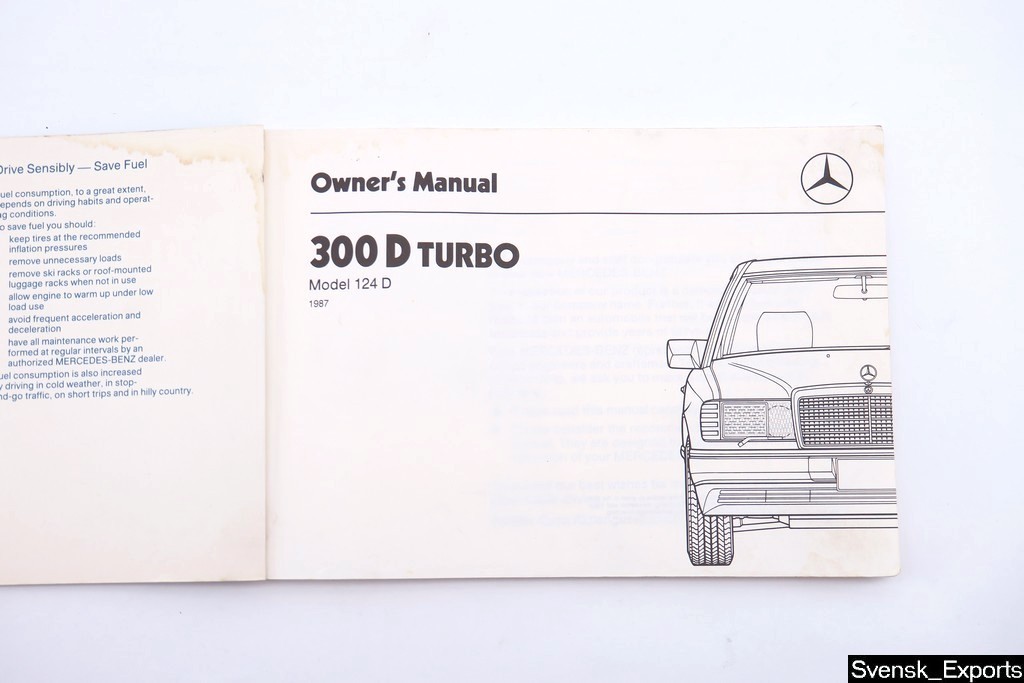 Drive Sensibly — Save Fuel
uel consumption, to a great extent,
epends on driving habits and operat-
g conditions.
o save fuel you should:
keep tires at the recommended
inflation pressures
remove unnecessary loads
remove ski racks or roof-mounted
luggage racks when not in use
allow engine to warm up under low
load use
avoid frequent acceleration and
deceleration
have all maintenance work per-
formed at regular intervals by an
authorized MERCEDES-BENZ dealer.
uel consumption is also increased
y driving in cold weather, in stop-
nd-go traffic, on short trips and in hilly country.
Owner's Manual
300 D TURBO
Model 124 D
1987
Svensk_Exports